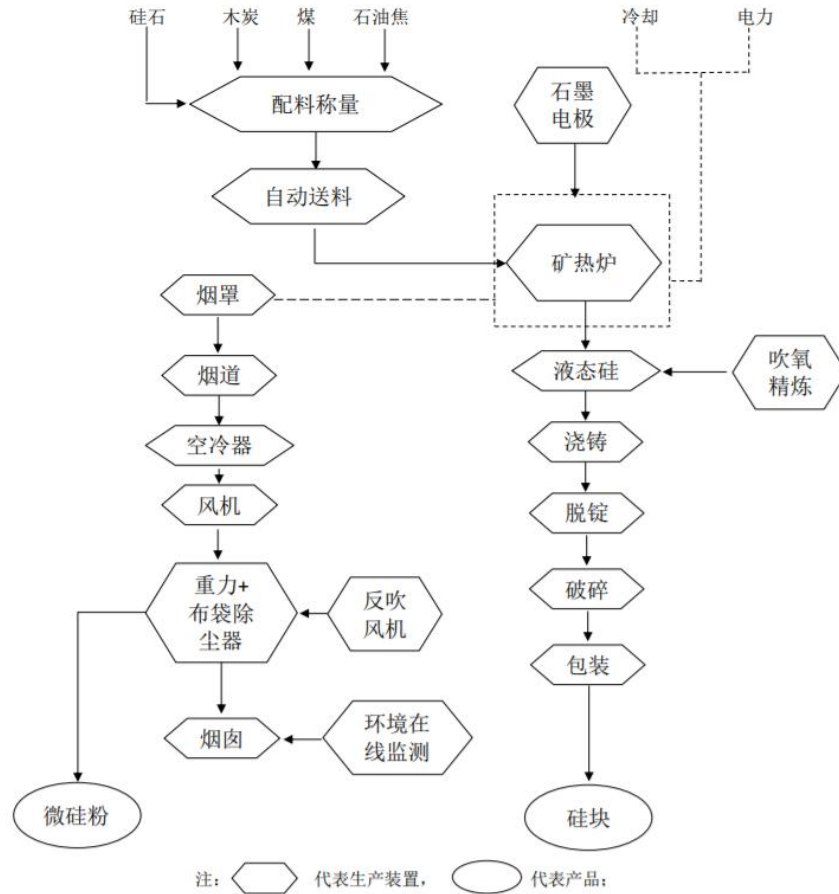 硅石
木炭
煤
石油焦
冷却
电力
配料称量
石墨
电极
自动送料
矿热炉
烟罩
烟道
液态硅
吹氧
精炼
空冷器
浇铸
风机
脱锭
重力+
布袋除
尘器
反吹
风机
破碎
包装
烟囱
环境在
线监测
微硅粉
硅块
注： 代表生产装置， 代表产品；